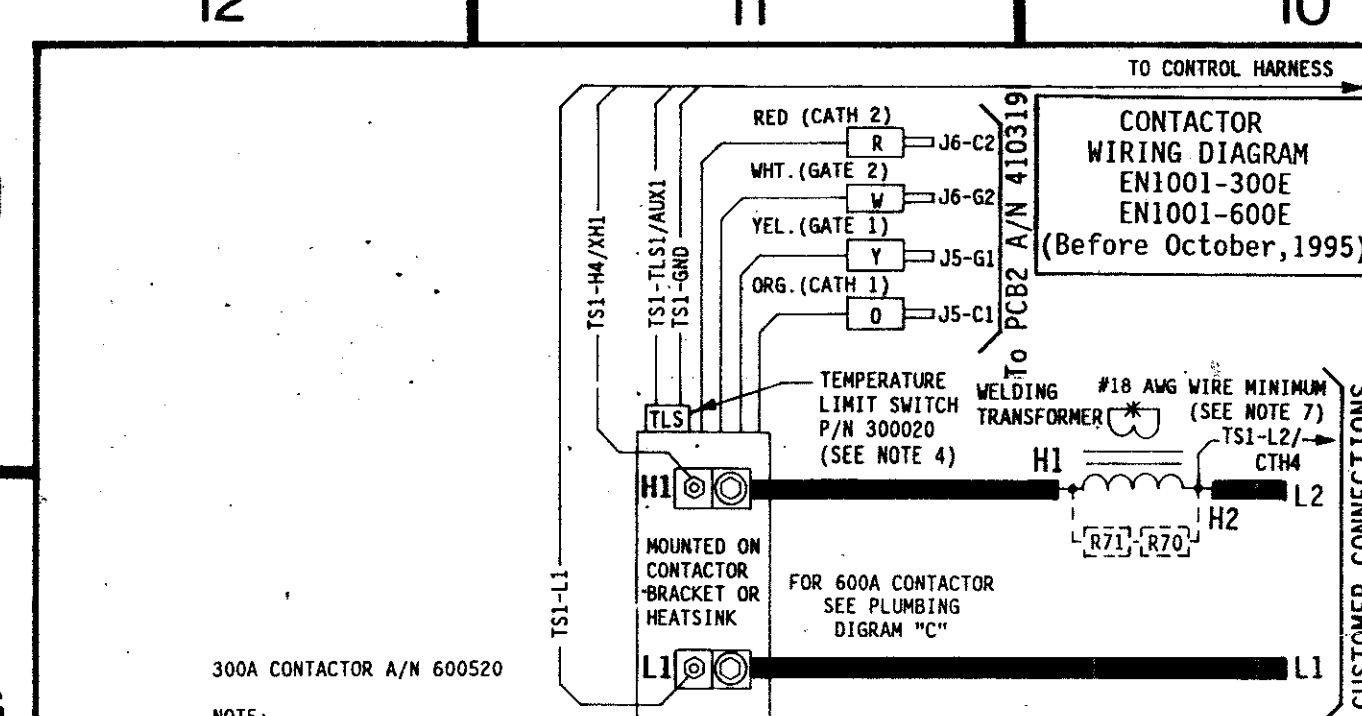 12
11
10
TO CONTROL HARNESS
CONTACTOR
WIRING DIAGRAM
EN1001-300E
EN1001-600E
(Before October,1995)
RED (CATH 2)
R
J6-C2
WHT.(GATE 2)
W
J6-G2
YEL.(GATE 1)
Y
J5-G1
ORG.(CATH 1)
O
J5-C1
To PCB2 A/N 410319
TS1-H4/XH1
TS1-TLS1/AUX1
TS1-GND
TS1-L1
TLS
TEMPERATURE
LIMIT SWITCH
P/N 300020
(SEE NOTE 4)
WELDING
TRANSFORMER
#18 AWG WIRE MINIMUM
(SEE NOTE 7)
TS1-L2/
CTH4
H1
H1
L2
H2
R71
R70
MOUNTED ON
CONTACTOR
BRACKET OR
HEATSINK
FOR 600A CONTACTOR
SEE PLUMBING
DIGRAM "C"
L1
L1
CUSTOMER CONNECTIONS
300A CONTACTOR A/N 600520
NOTE: